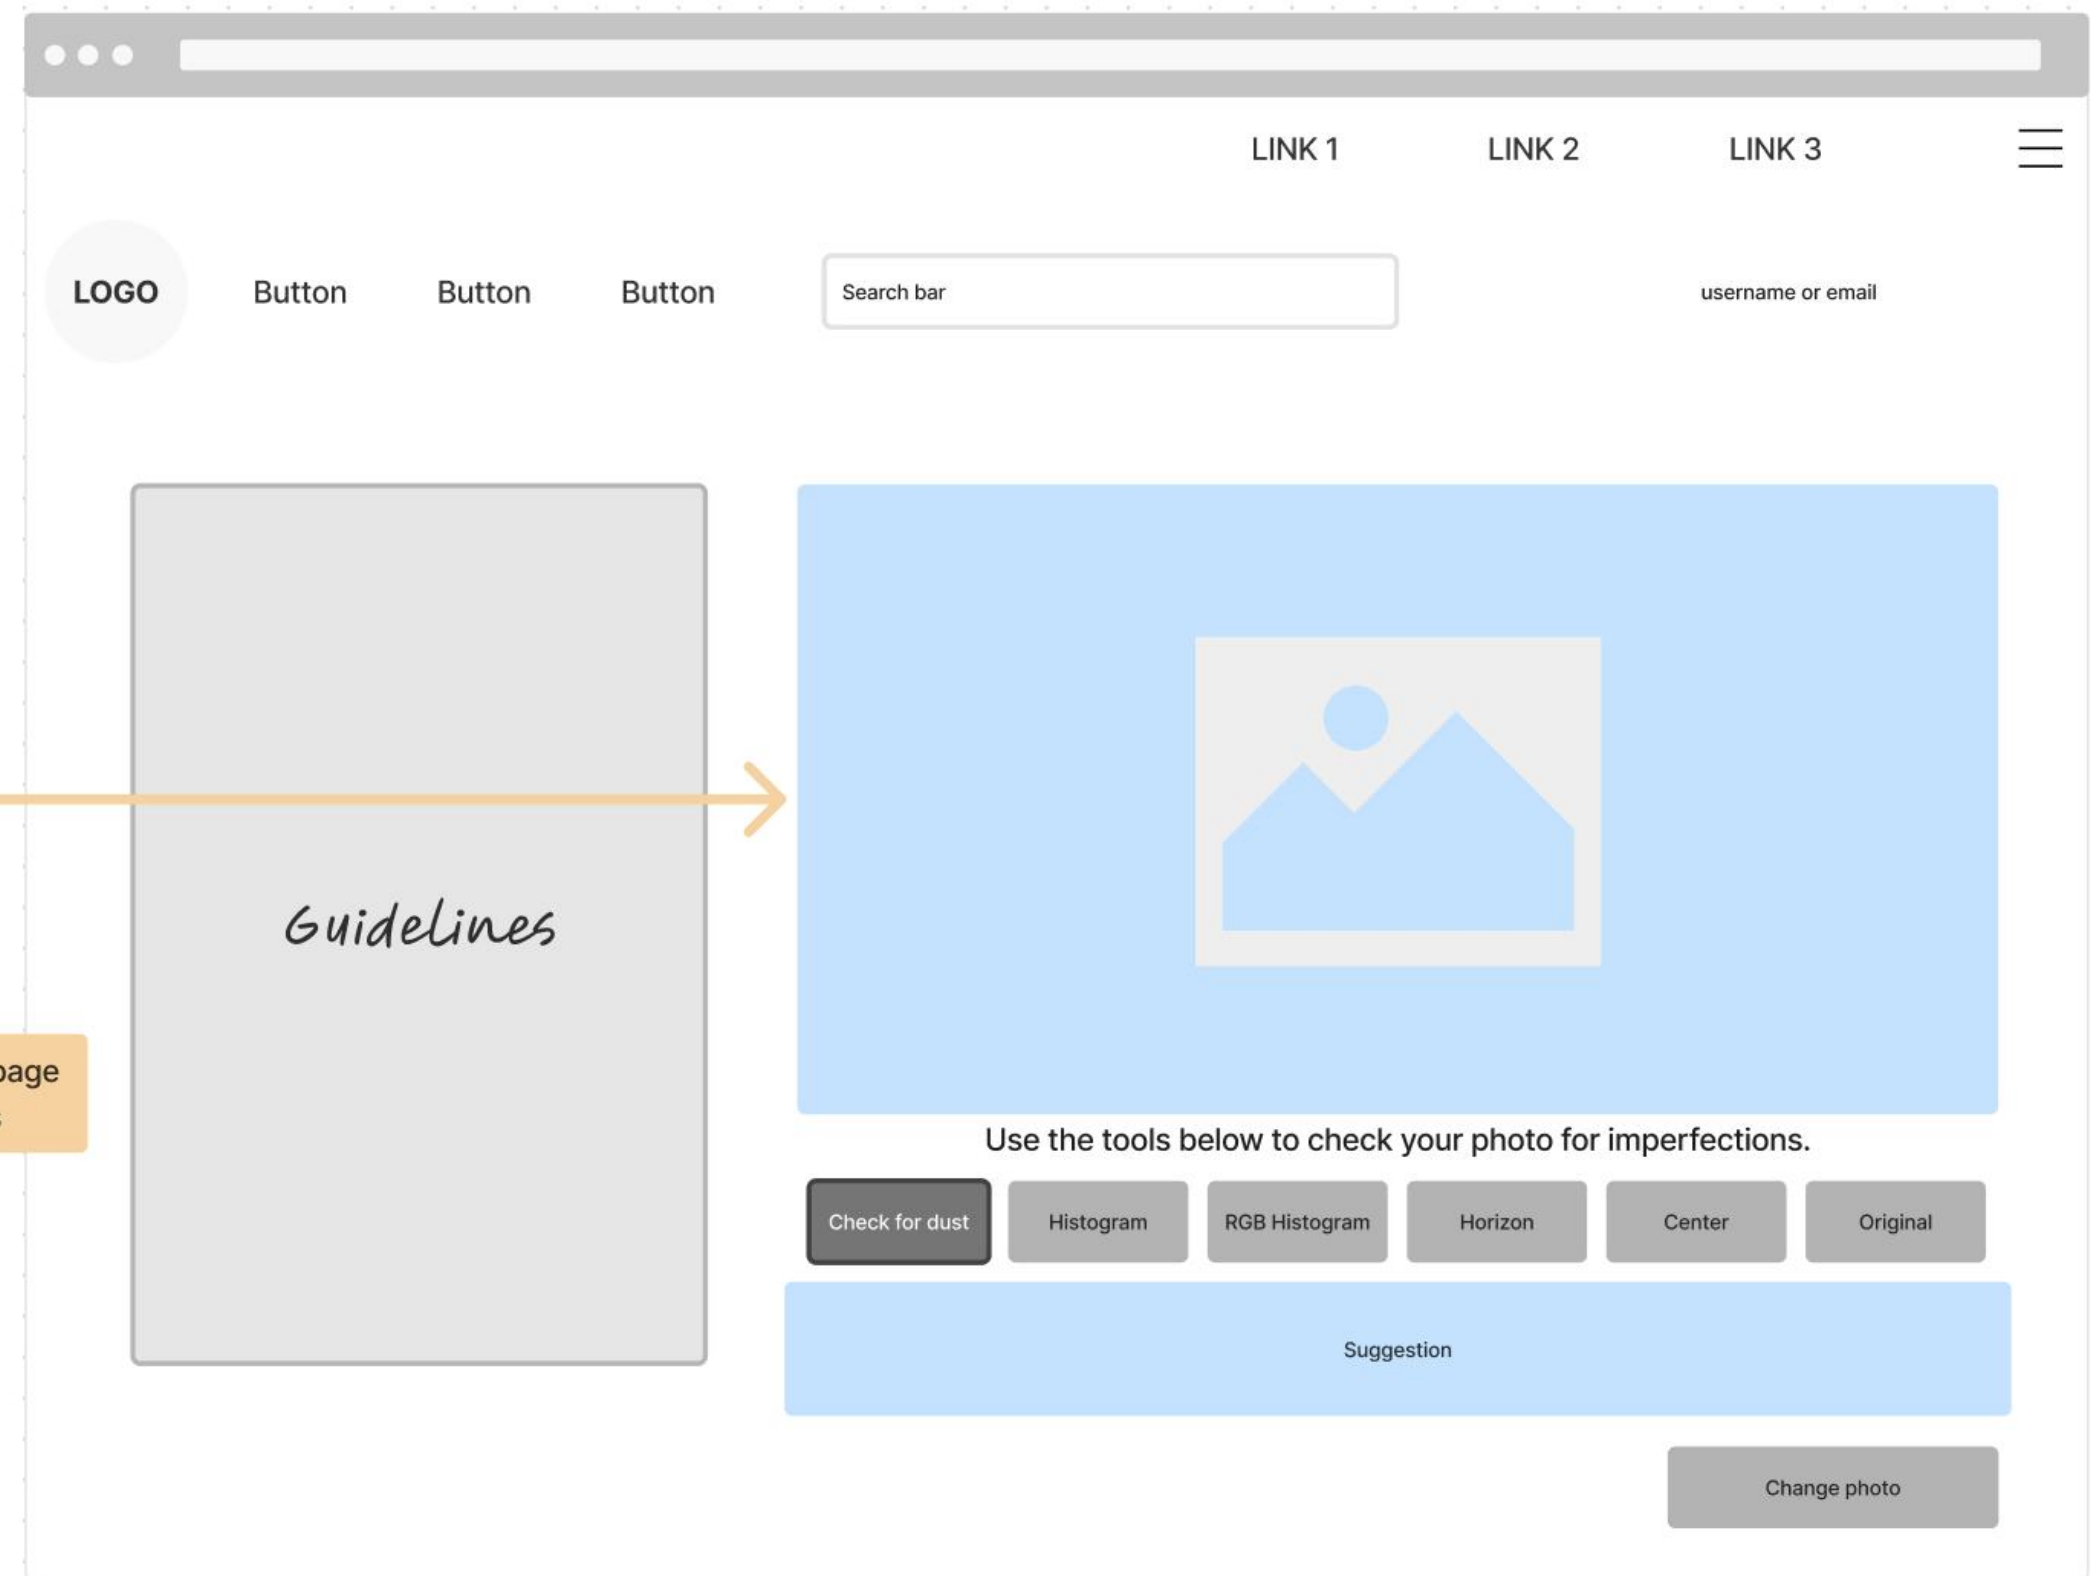 LINK 1
LINK 2
LINK 3
LOGO
Button
Button
Button
Search bar
username or email
Guidelines
page
Use the tools below to check your photo for imperfections.
Check for dust
Histogram
RGB Histogram
Horizon
Center
Original
Suggestion
Change photo